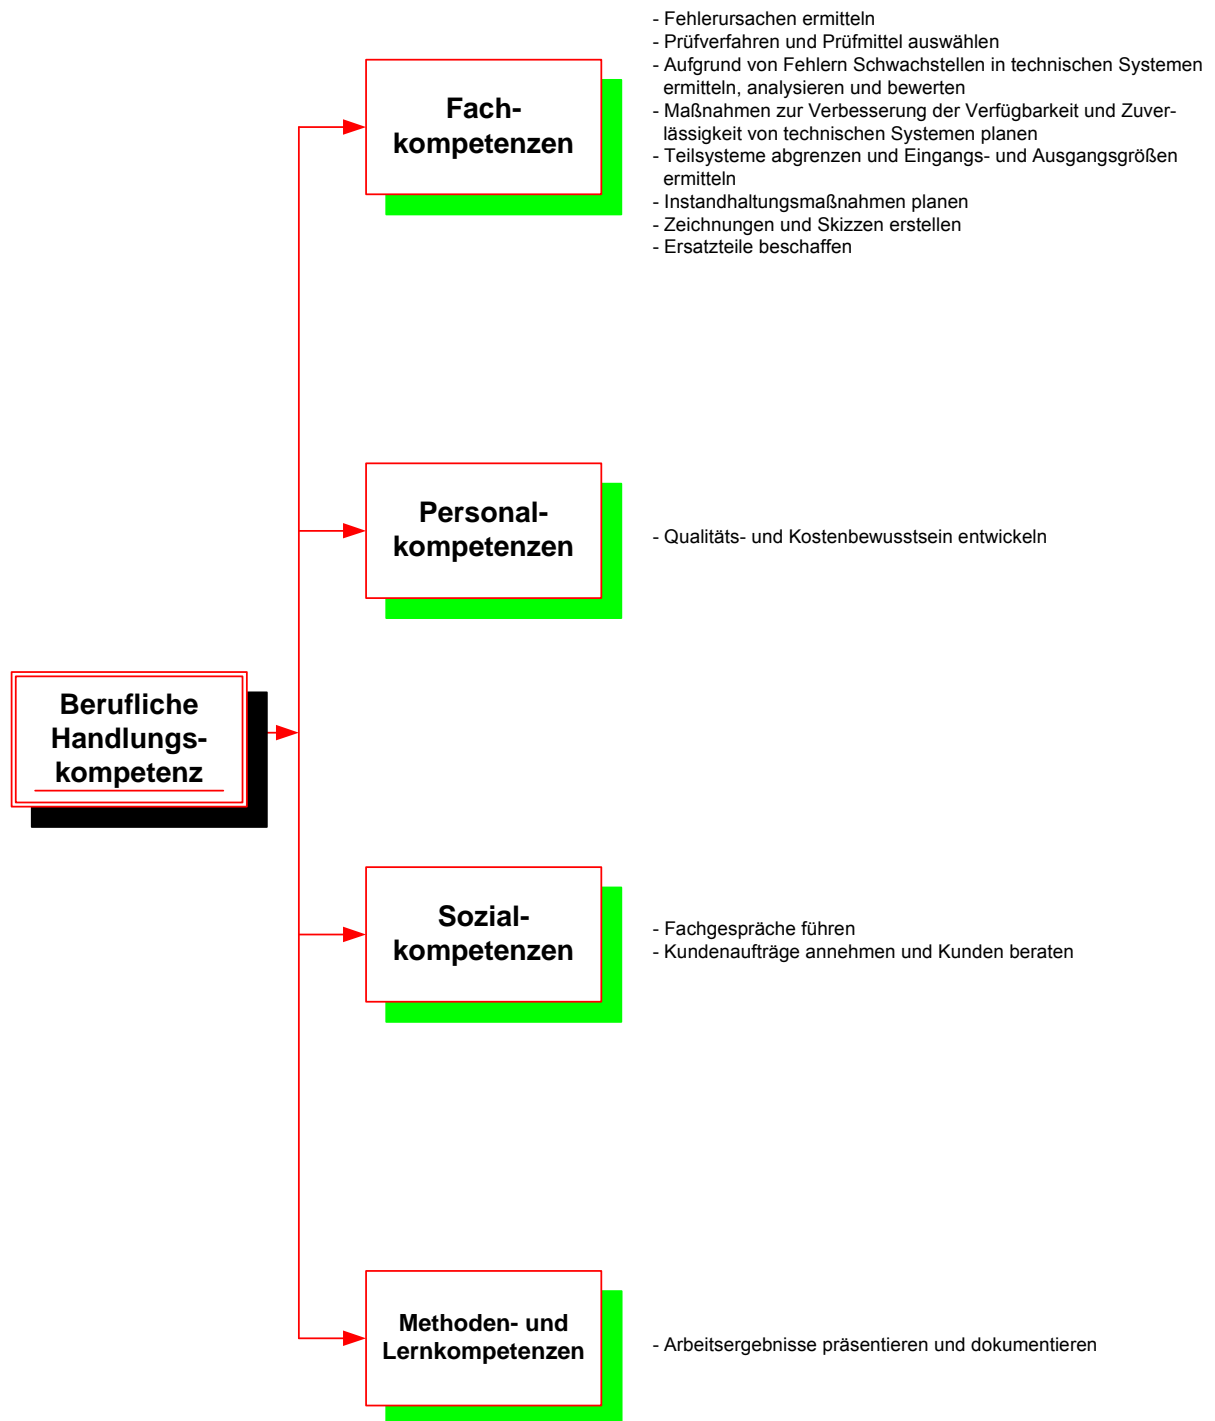 - Fehlerursachen ermitteln
- Prüfverfahren und Prüfmittel auswählen
- Aufgrund von Fehlern Schwachstellen in technischen Systemen
ermitteln, analysieren und bewerten
- Maßnahmen zur Verbesserung der Verfügbarkeit und Zuver-
lässigkeit von technischen Systemen planen
- Teilsysteme abgrenzen und Eingangs- und Ausgangsgrößen
ermitteln
- Instandhaltungsmaßnahmen planen
- Zeichnungen und Skizzen erstellen
- Ersatzteile beschaffen
Fach-
kompetenzen
Personal-
kompetenzen
- Qualitäts- und Kostenbewusstsein entwickeln
Berufliche
Handlungs-
kompetenz
Sozial-
kompetenzen
- Fachgespräche führen
- Kundenaufträge annehmen und Kunden beraten
Methoden- und
Lernkompetenzen
- Arbeitsergebnisse präsentieren und dokumentieren